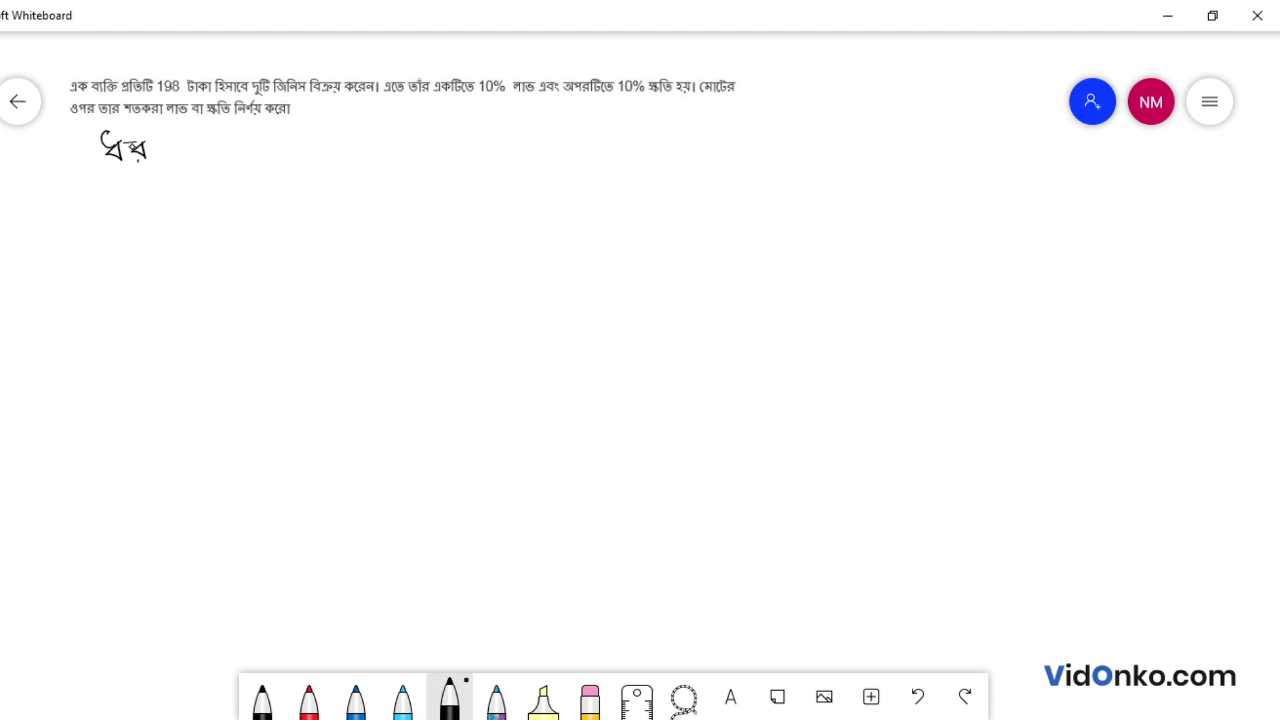 ft Whiteboard
এক ব্যক্তি প্রতিটি 198 টাকা হিসাবে দুটি জিনিস বিক্রয় করেন। এতে তাঁর একটিতে 10% লাভ এবং অপরটিতে 10% ক্ষতি হয়। মোটের
ওপর তার শতকরা লাভ বা ক্ষতি নির্ণয় করো
NM
A
VidOnko.com